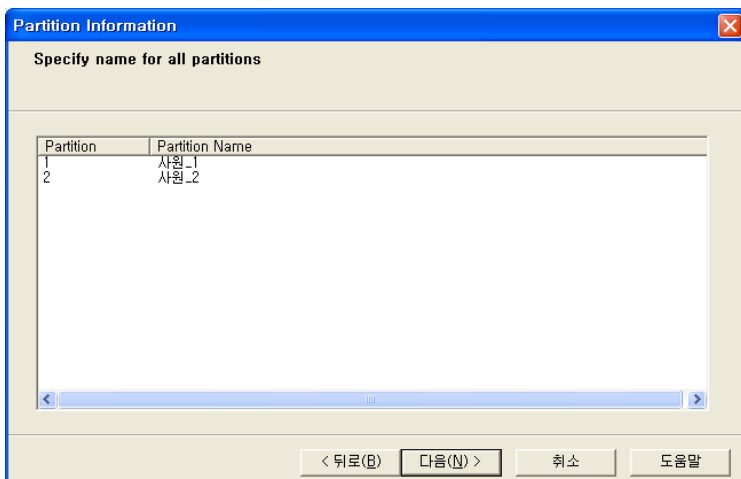 Partition Information
Specify name for all partitions
Partition Partition Name
1 사원_1
2 사원_2
< 뒤로(B) 다음(N) > 취소 도움말